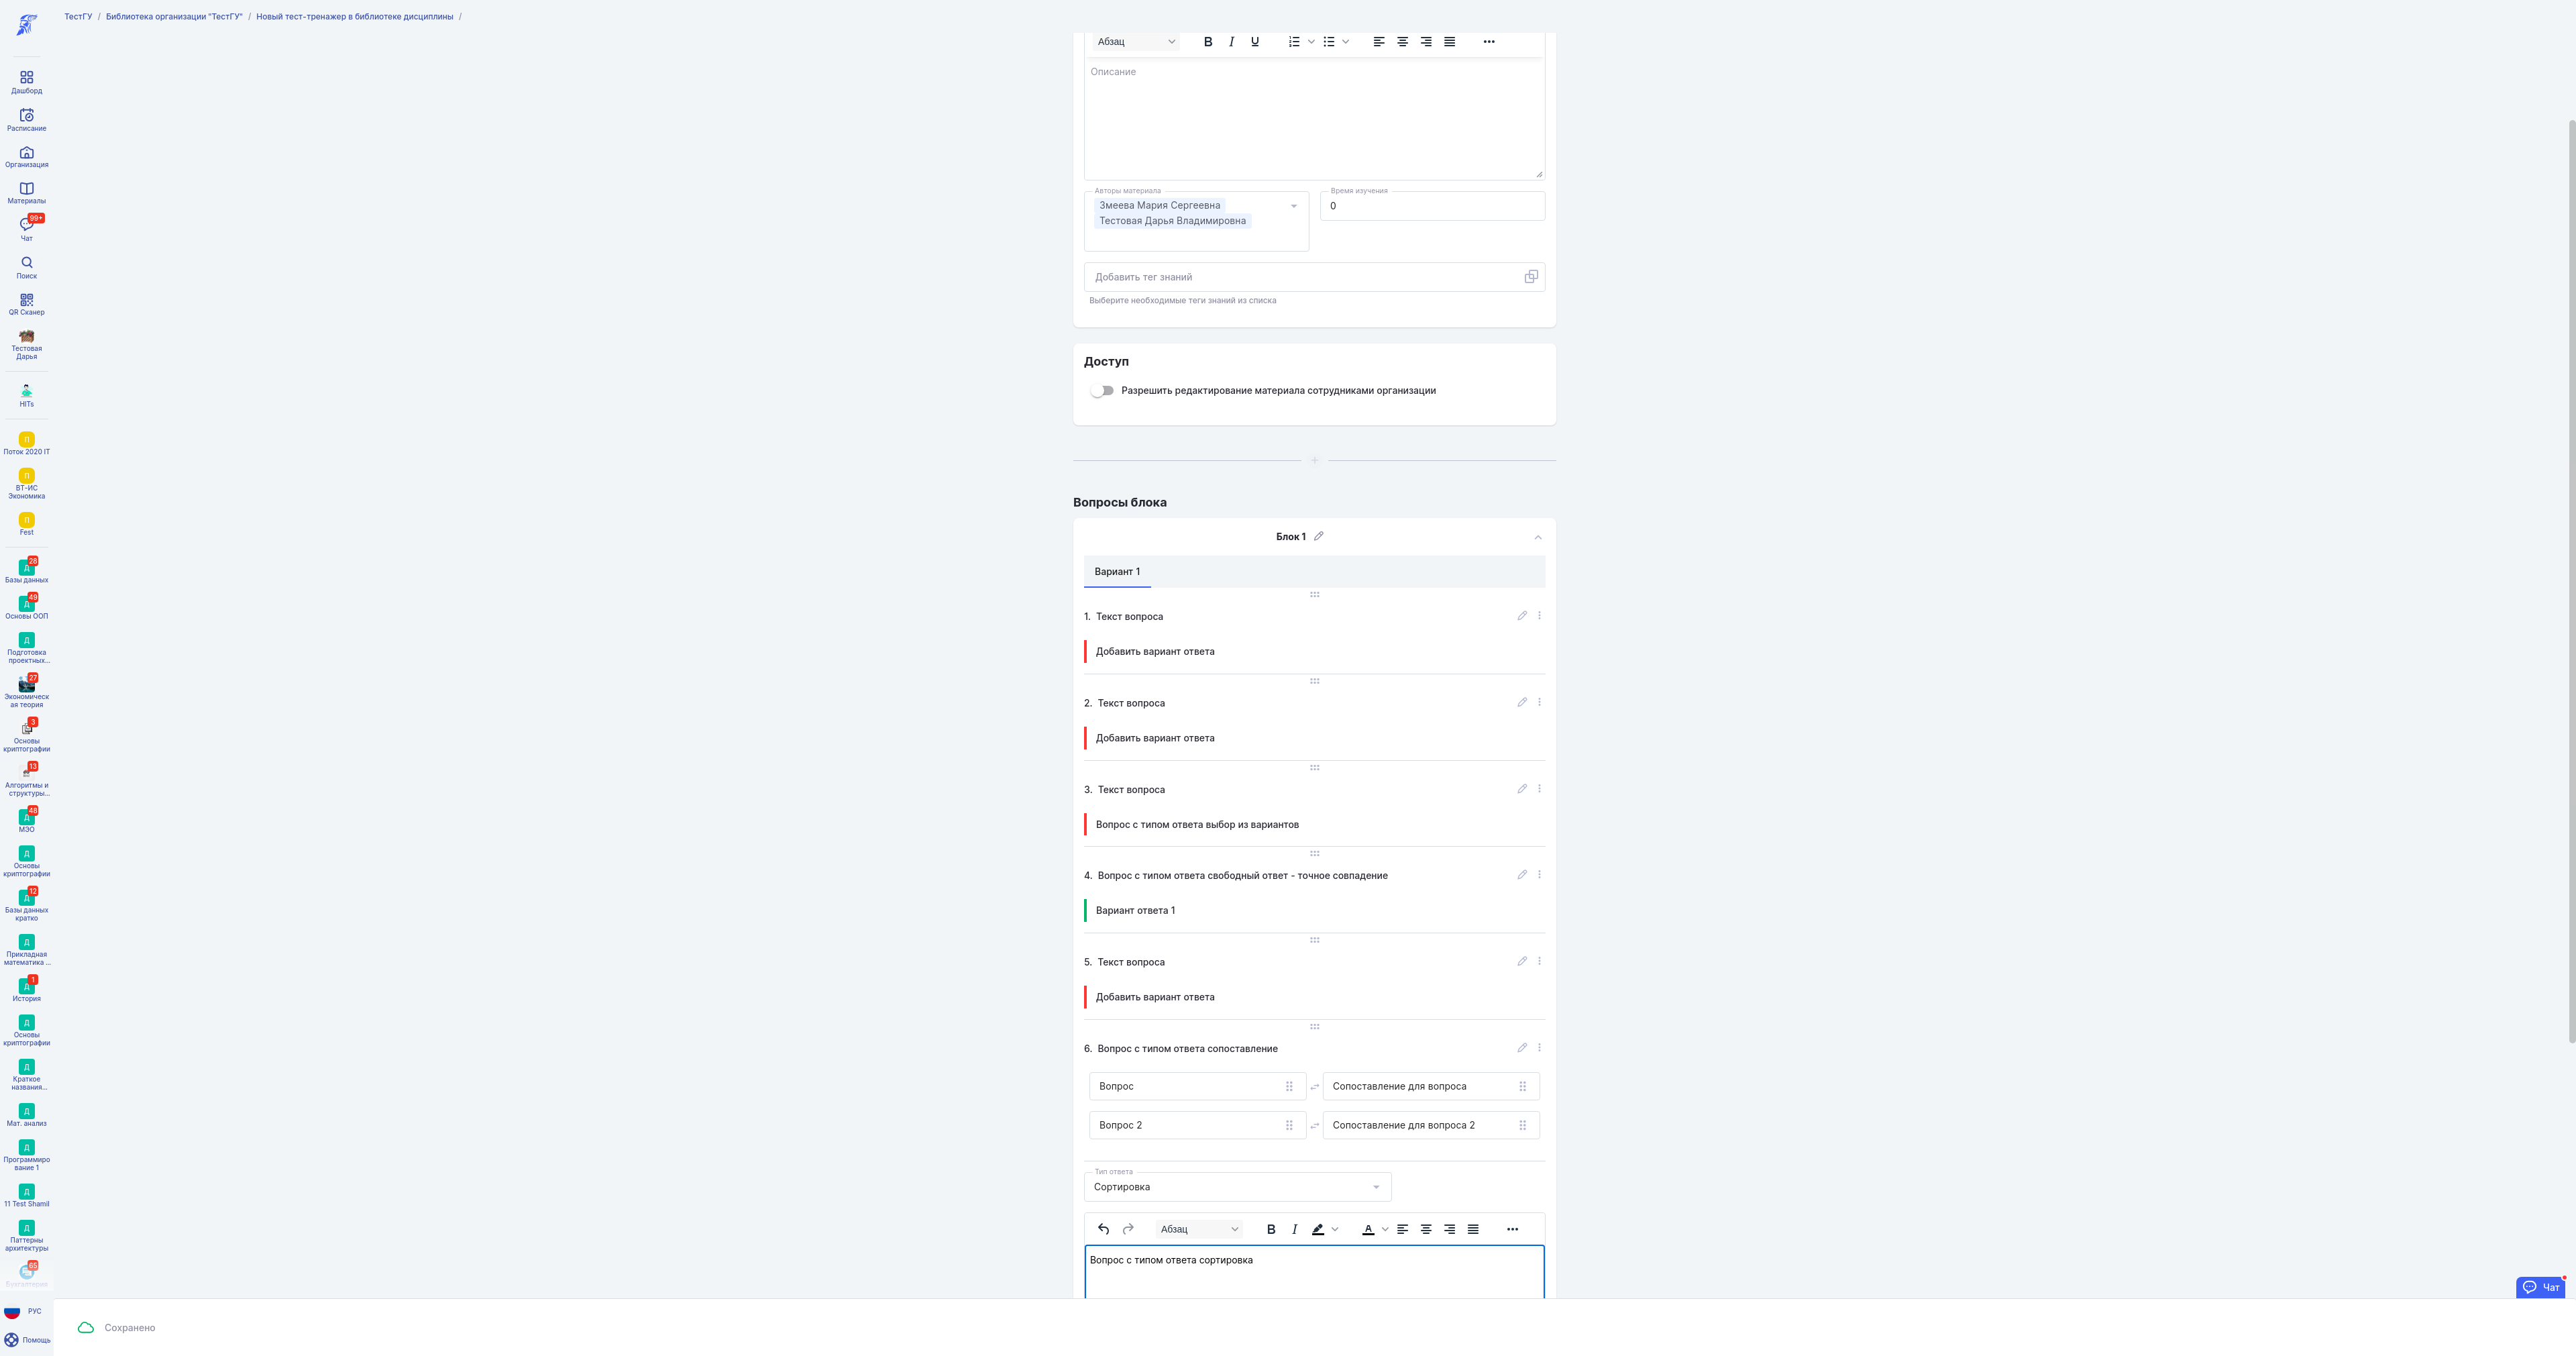 ТестГУ / Библиотека организации "ТестГУ" / Новый тест-тренажер в библиотеке дисциплины /
Дашборд
Расписание
Организация
Материалы
99+
Чат
Поиск
QR Сканер
Тестовая
Дарья
HITs
П
Поток 2020 IT
П
ВТ-ИС
Экономика
П
Fest
28
Д
Базы данных
49
Д
Основы ООП
Д
Подготовка
проектных...
27
Экономическ
ая теория
3
Основы
криптографии
13
Алгоритмы и
структуры...
48
Д
МЭО
Д
Основы
криптографии
12
Д
Базы данных
кратко
Д
Прикладная
математика ...
1
Д
История
Д
Основы
криптографии
Д
Краткое
названия...
Д
Мат. анализ
Д
Программиро
вание 1
Д
11 Test Shamil
Д
Паттерны
архитектуры
65
Бухгалтерия
РУС
Помощь
Абзац B I U
Описание
Авторы материала
Змеева Мария Сергеевна
Тестовая Дарья Владимировна
Время изучения
0
Добавить тег знаний
Выберите необходимые теги знаний из списка
Доступ
Разрешить редактирование материала сотрудниками организации
Вопросы блока
Блок 1
Вариант 1
1. Текст вопроса
Добавить вариант ответа
2. Текст вопроса
Добавить вариант ответа
3. Текст вопроса
Вопрос с типом ответа выбор из вариантов
4. Вопрос с типом ответа свободный ответ - точное совпадение
Вариант ответа 1
5. Текст вопроса
Добавить вариант ответа
6. Вопрос с типом ответа сопоставление
Вопрос Сопоставление для вопроса
Вопрос 2 Сопоставление для вопроса 2
Тип ответа
Сортировка
Абзац B I A
Вопрос с типом ответа сортировка
Чат
Сохранено